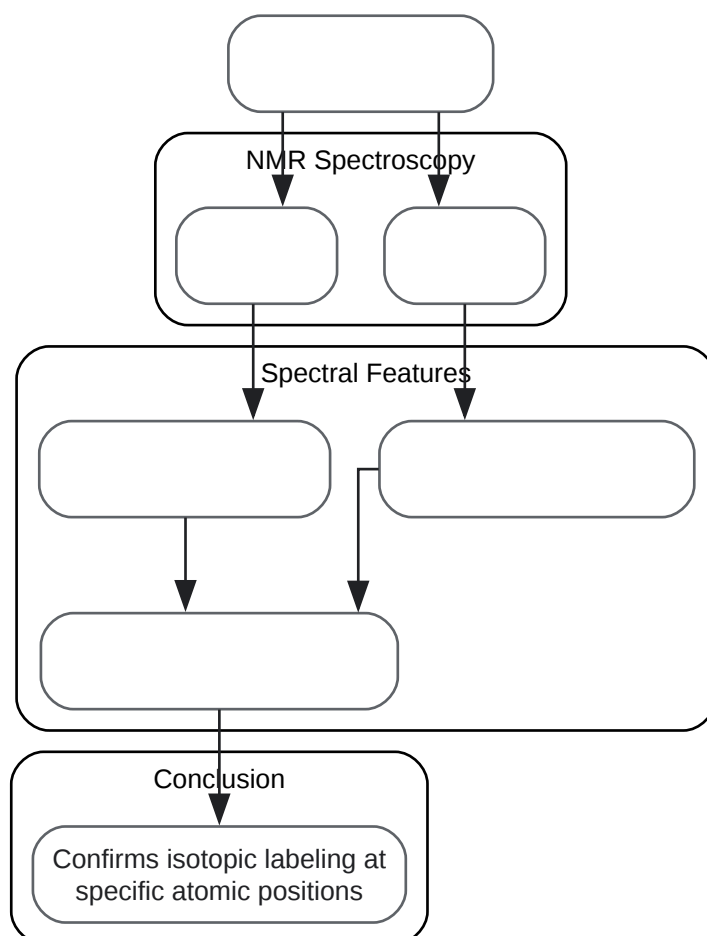 NMR Spectroscopy
Spectral Features
Conclusion
Confirms isotopic labeling at
specific atomic positions